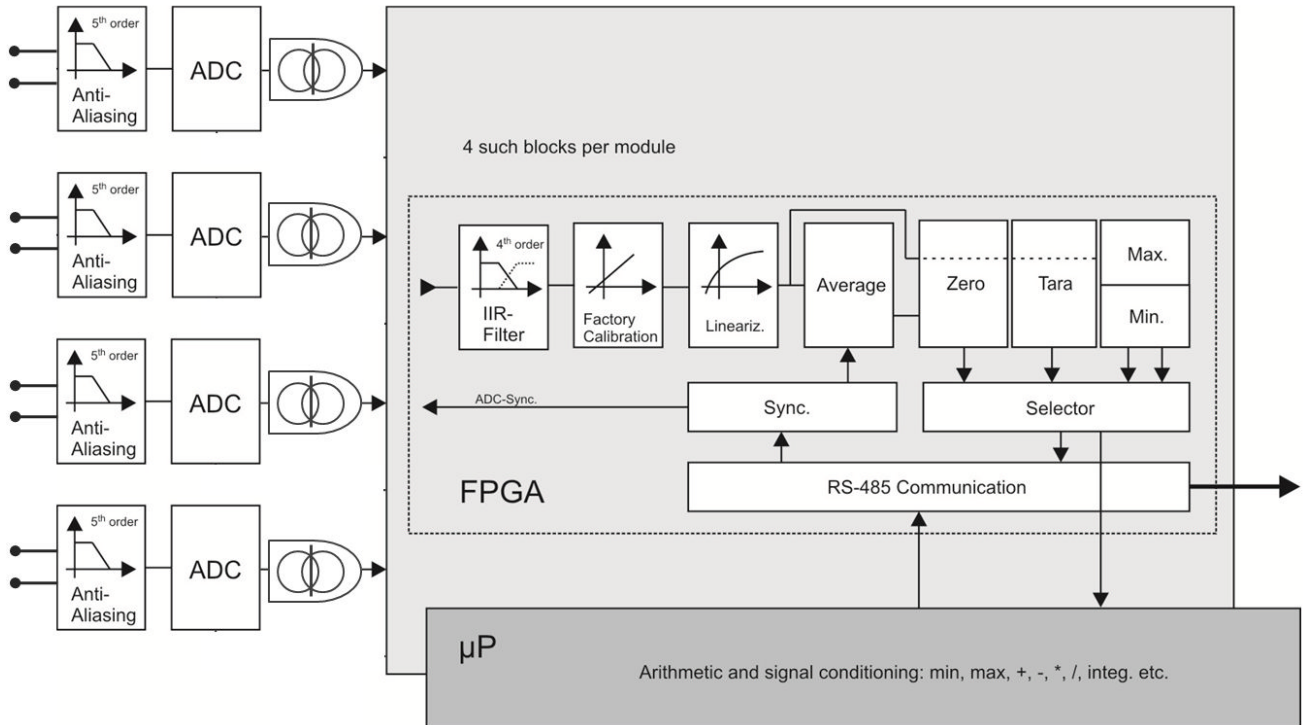 5th order
Anti-
Aliasing
ADC
5th order
Anti-
Aliasing
ADC
5th order
Anti-
Aliasing
ADC
5th order
Anti-
Aliasing
ADC
4 such blocks per module
4th order
IIR-
Filter
Factory
Calibration
Lineariz.
Average
Zero
Tara
Max.
Min.
ADC-Sync.
Sync.
Selector
FPGA
RS-485 Communication
µP
Arithmetic and signal conditioning: min, max, +, -, *, /, integ. etc.